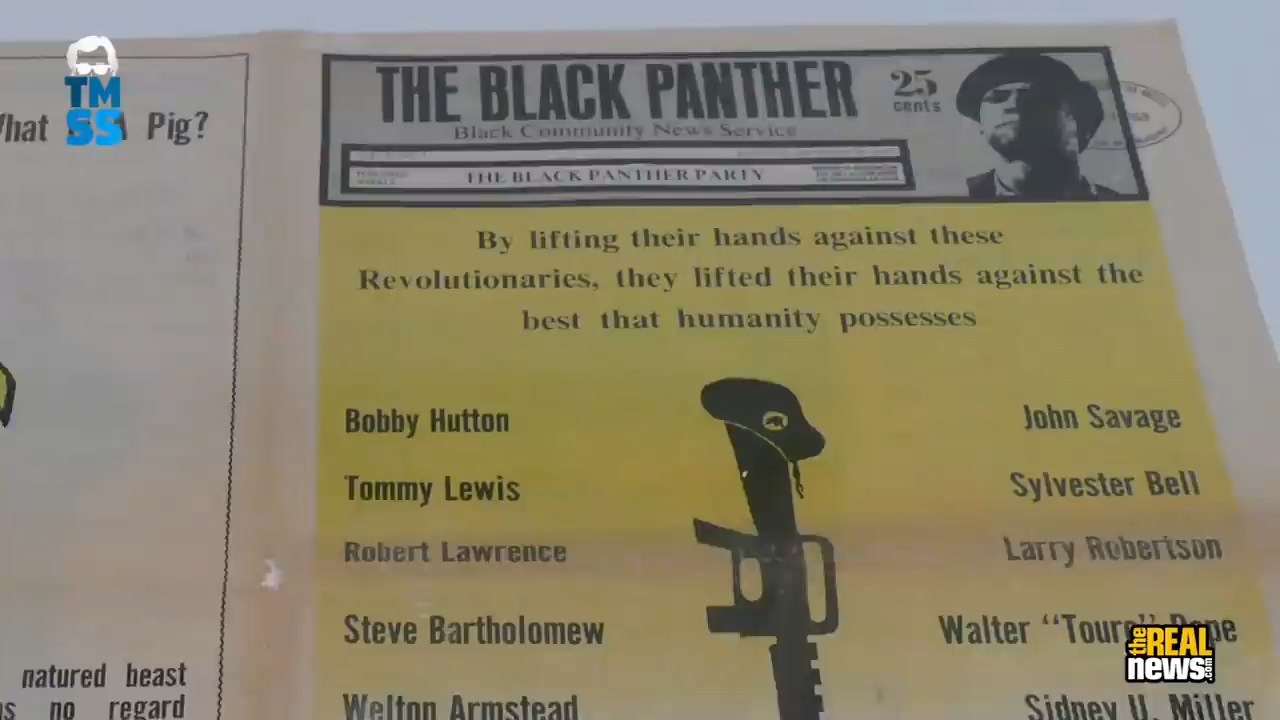 TM
SS
Pig?
natured beast
no regard
THE BLACK PANTHER
25
cents
Black Community News Service
THE BLACK PANTHER PARTY
By lifting their hands against these
Revolutionaries, they lifted their hands against the
best that humanity possesses
Bobby Hutton
John Savage
Tommy Lewis
Sylvester Bell
Robert Lawrence
Larry Robertson
Steve Bartholomew
Walter "Toure" Pope
Welton Armstead
Sidney U. Miller
the REAL
news.com